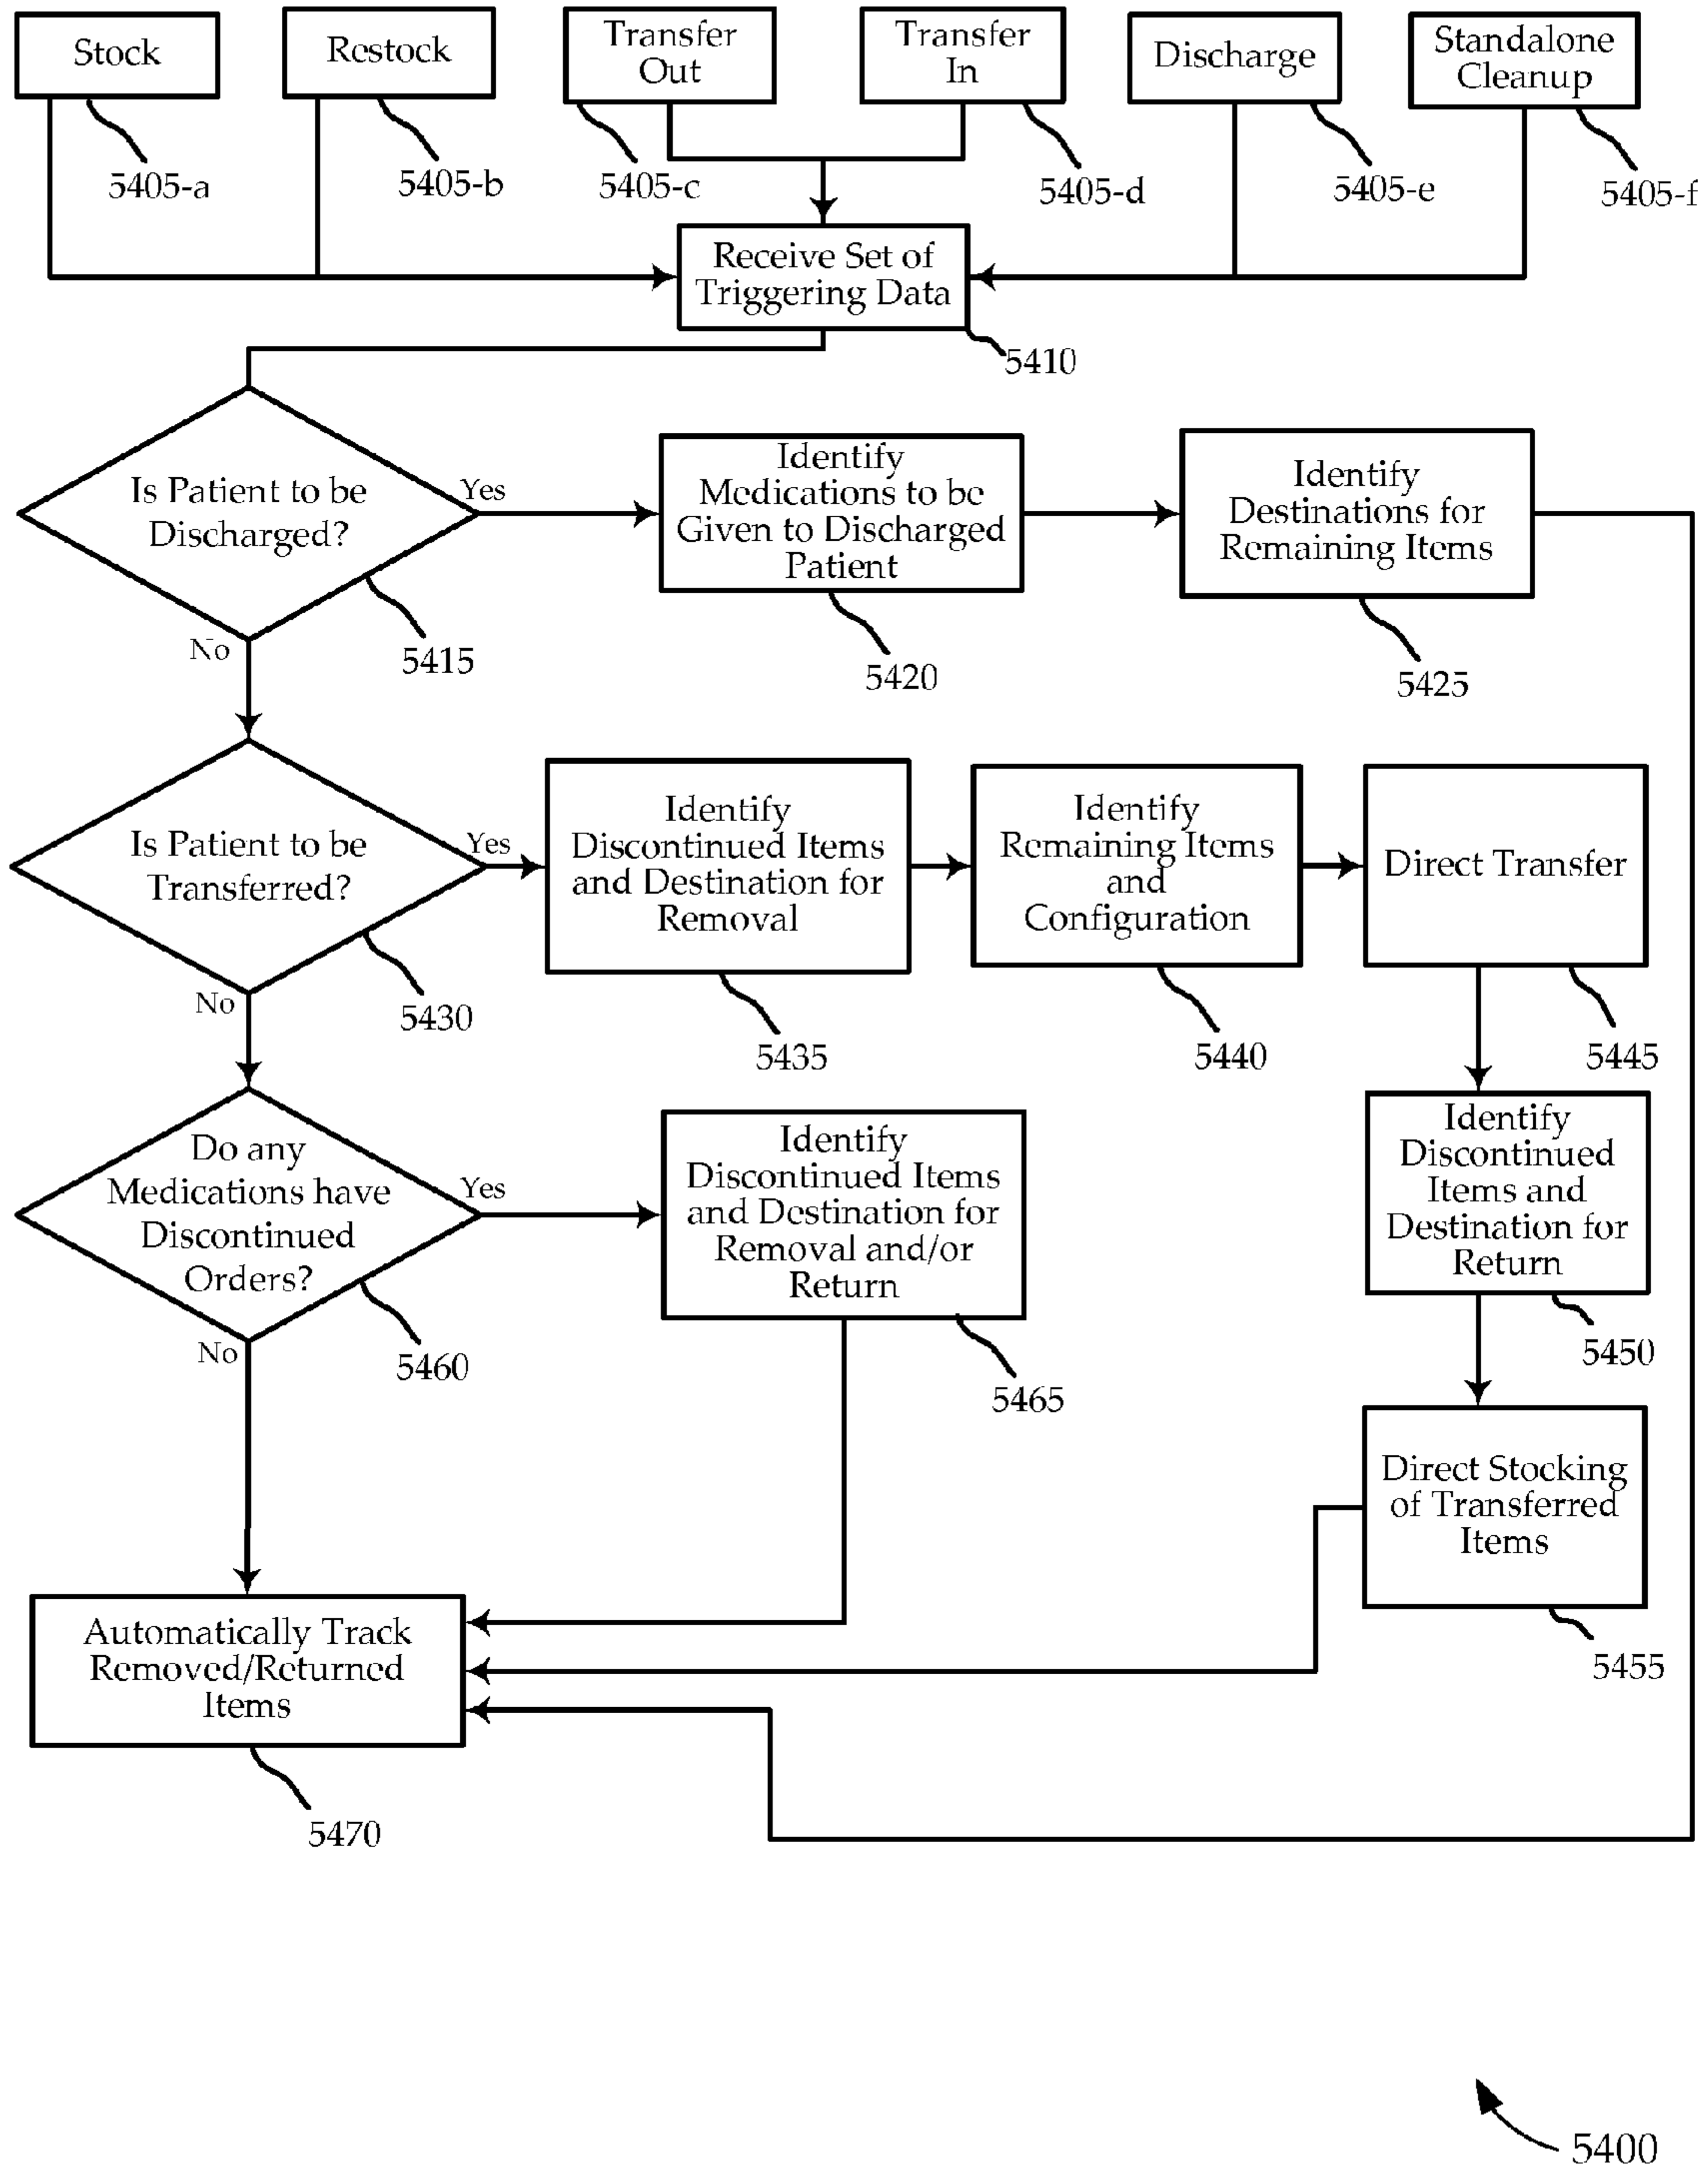 Stock
Restock
Transfer
Out
Transfer
In
Discharge
Standalone
Cleanup
5405-a
5405-b
5405-c
5405-d
5405-e
5405-f
Receive Set of
Triggering Data
5410
Is Patient to be
Discharged?
Yes
No
5415
Identify
Medications to be
Given to Discharged
Patient
5420
Identify
Destinations for
Remaining Items
5425
Is Patient to be
Transferred?
Yes
No
5430
Identify
Discontinued Items
and Destination for
Removal
5435
Identify
Remaining Items
and
Configuration
5440
Direct Transfer
5445
Do any
Medications have
Discontinued
Orders?
Yes
No
5460
Identify
Discontinued Items
and Destination for
Removal and/or
Return
5465
Identify
Discontinued
Items and
Destination for
Return
5450
Direct Stocking
of Transferred
Items
5455
Automatically Track
Removed/Returned
Items
5470
5400